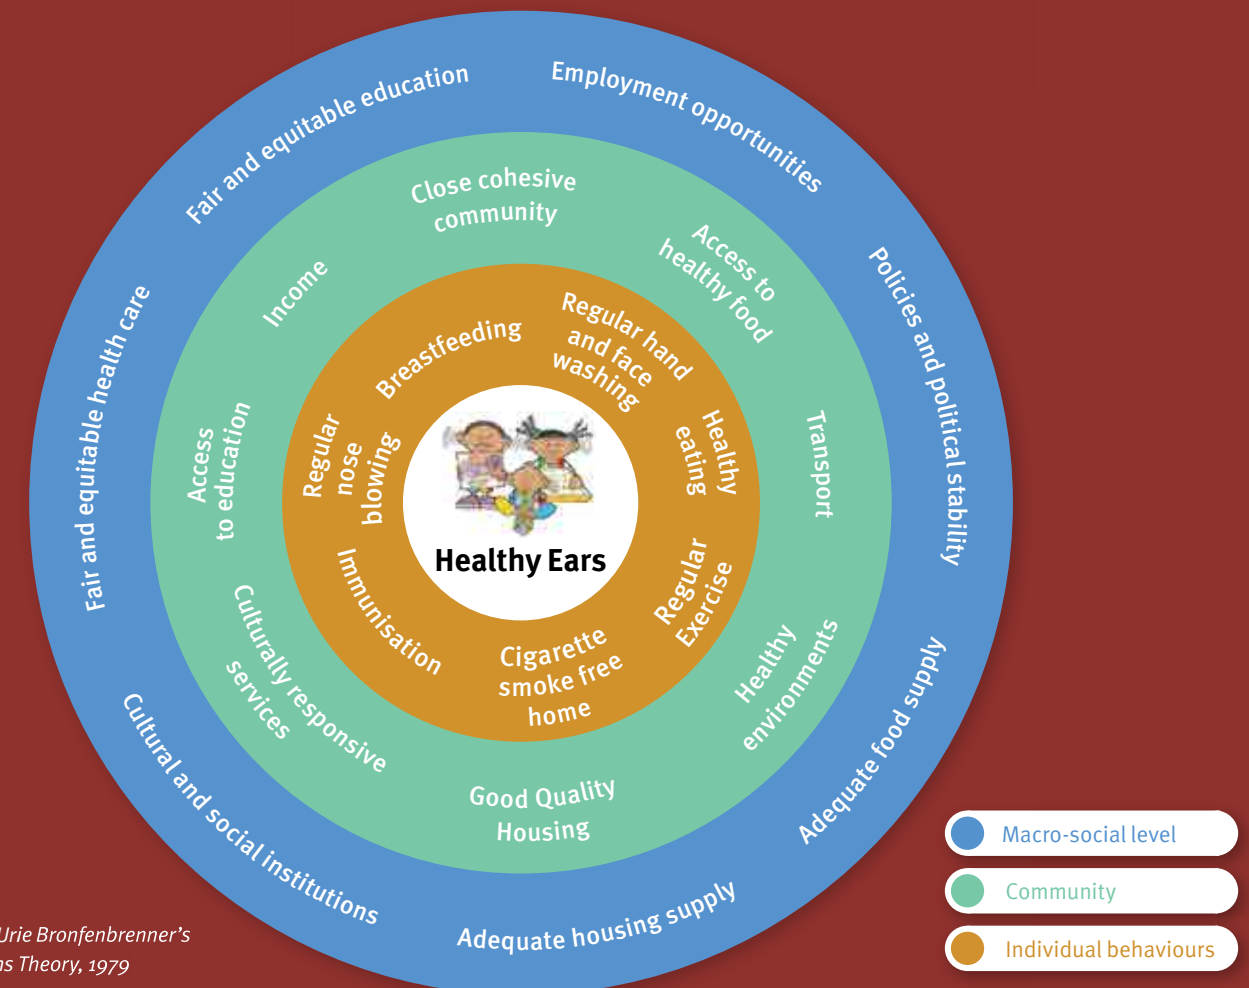 Fair and equitable education
Employment opportunities
Policies and political stability
Adequate food supply
Adequate housing supply
Cultural and social institutions
Fair and equitable health care
Close cohesive
community
Access to
healthy food
Transport
Healthy
environments
Good Quality
Housing
Culturally responsive
services
Access
to education
Income
Breastfeeding
Regular hand
and face
washing
Healthy
eating
Regular
Exercise
Cigarette
smoke free
home
Immunisation
Regular
nose
blowing
Healthy Ears
Macro-social level
Community
Individual behaviours
Urie Bronfenbrenner's
Theory, 1979